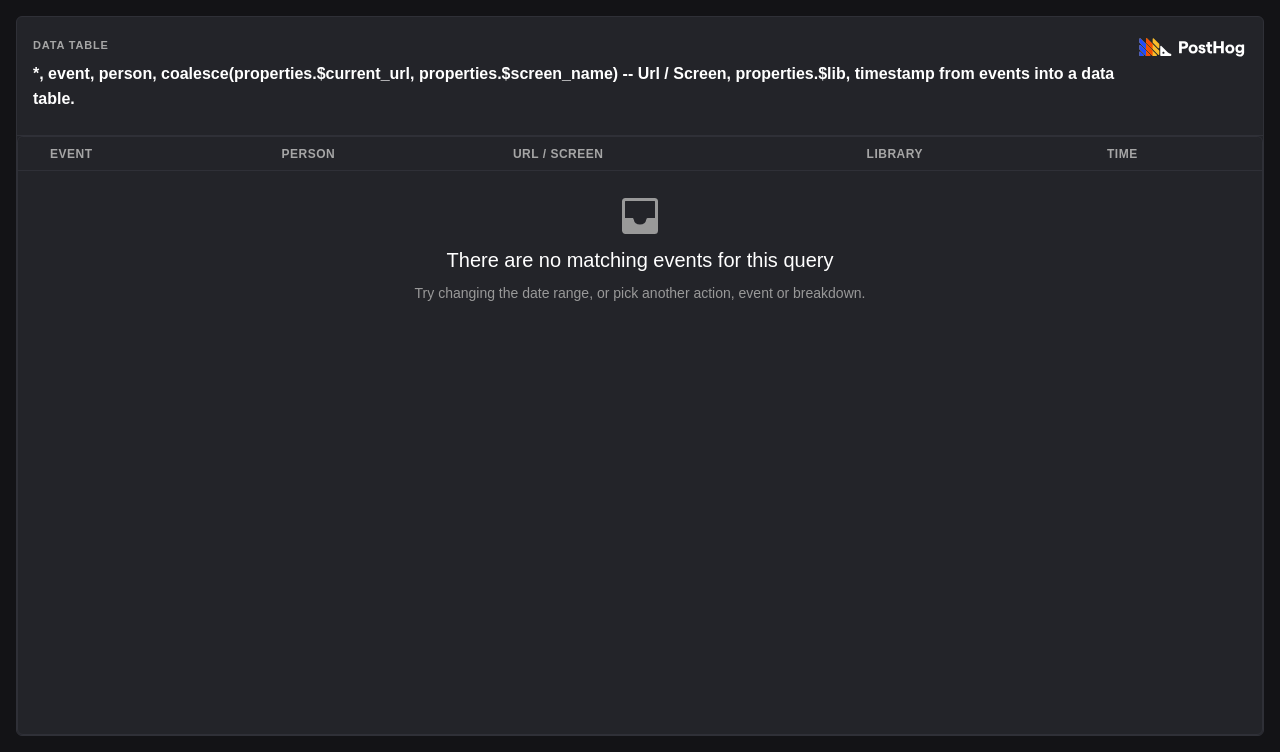 DATA TABLE
PostHog
*, event, person, coalesce(properties.$current_url, properties.$screen_name) -- Url / Screen, properties.$lib, timestamp from events into a data
table.
EVENT PERSON URL / SCREEN LIBRARY TIME
There are no matching events for this query
Try changing the date range, or pick another action, event or breakdown.